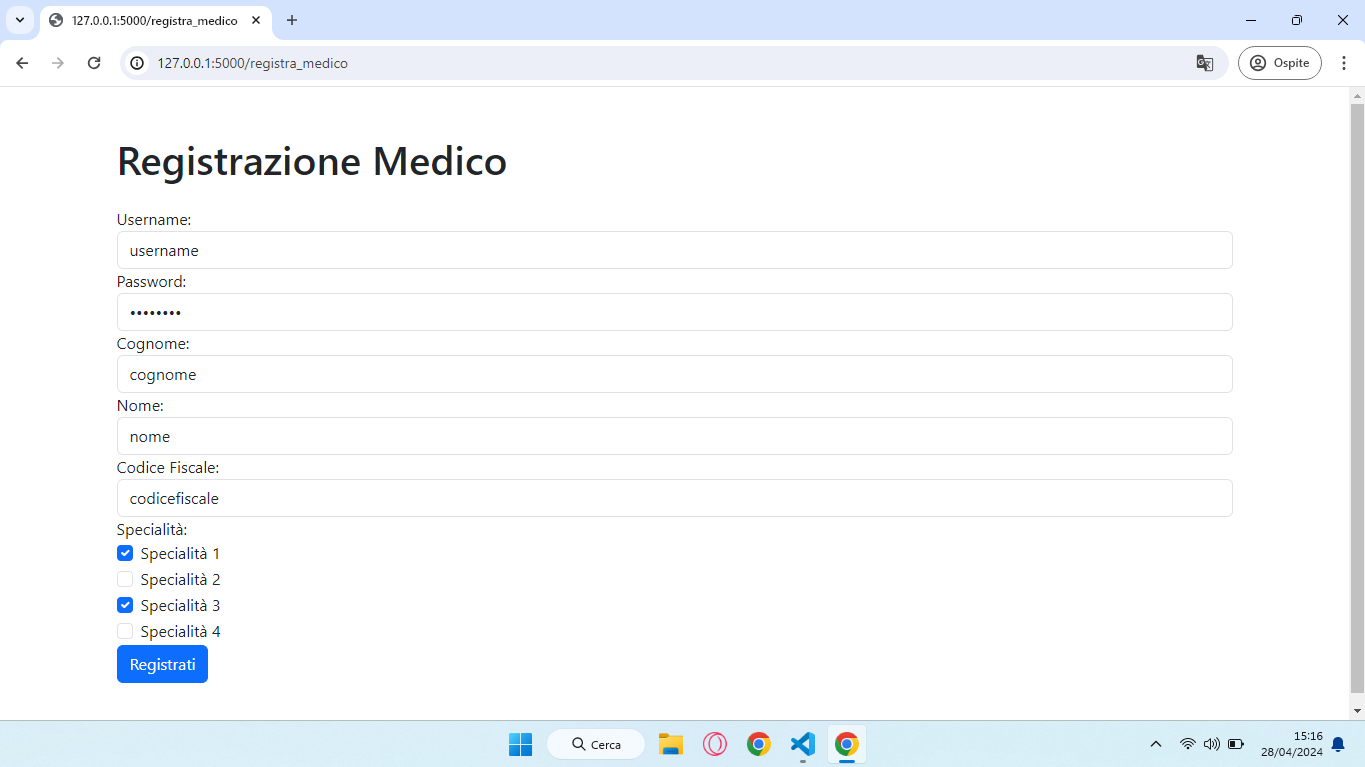 127.0.0.1:5000/registra_medico
127.0.0.1:5000/registra_medico
Ospite
Registrazione Medico
Username:
username
Password:
••••••••
Cognome:
cognome
Nome:
nome
Codice Fiscale:
codicefiscale
Specialità:
Specialità 1
Specialità 2
Specialità 3
Specialità 4
Registrati
Cerca
15:16
28/04/2024